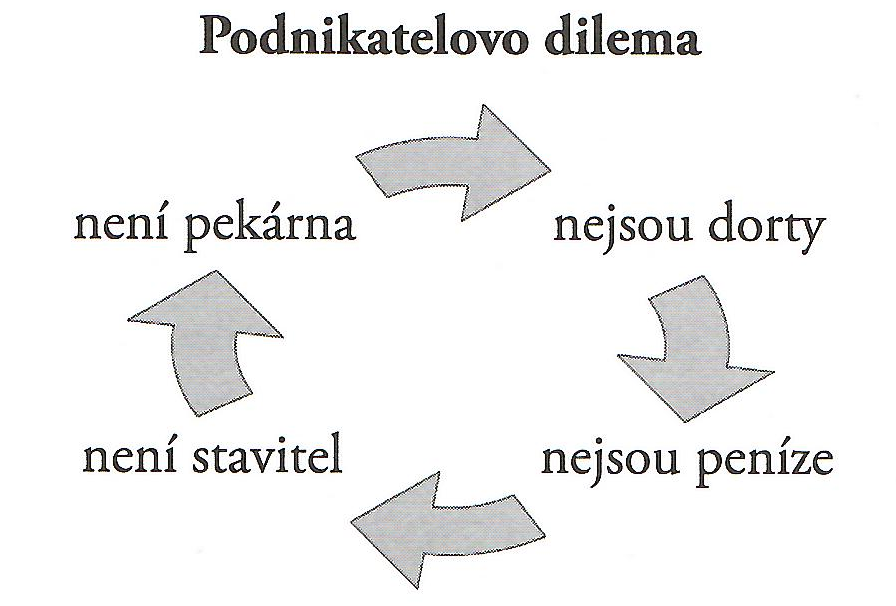 Podnikatelovo dilema
není pekárna
nejsou dorty
není stavitel
nejsou peníze